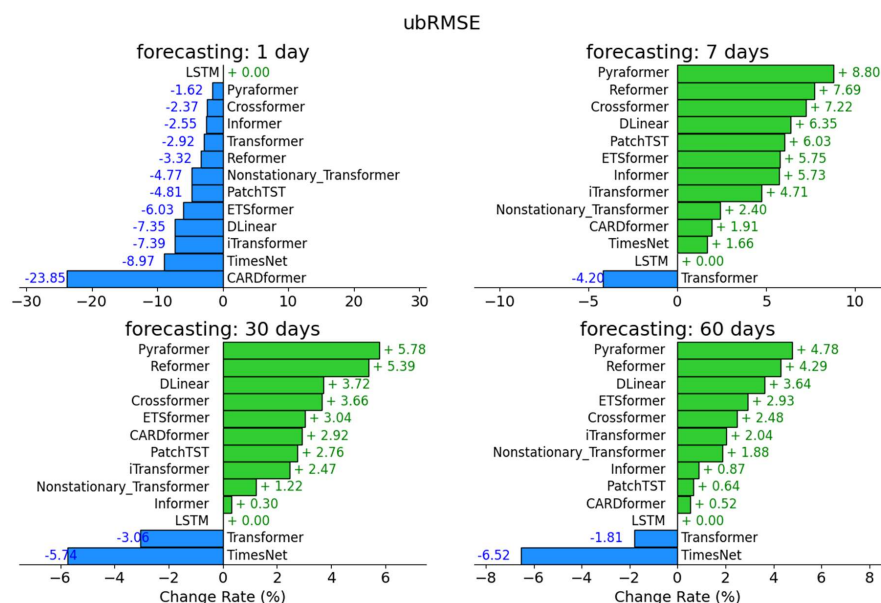 ubRMSE
forecasting: 1 day
LSTM + 0.00
-1.62 Pyraformer
-2.37 Crossformer
-2.55 Informer
-2.92 Transformer
-3.32 Reformer
-4.77 Nonstationary_Transformer
-4.81 PatchTST
-6.03 ETSformer
-7.35 DLinear
-7.39 iTransformer
-8.97 TimesNet
-23.85 CARDformer
−30 −20 −10 0 10 20 30
forecasting: 7 days
Pyraformer + 8.80
Reformer + 7.69
Crossformer + 7.22
DLinear + 6.35
PatchTST + 6.03
ETSformer + 5.75
Informer + 5.73
iTransformer + 4.71
Nonstationary_Transformer + 2.40
CARDformer + 1.91
TimesNet + 1.66
LSTM + 0.00
-4.20 Transformer
−10 −5 0 5 10
forecasting: 30 days
Pyraformer + 5.78
Reformer + 5.39
DLinear + 3.72
Crossformer + 3.66
ETSformer + 3.04
CARDformer + 2.92
PatchTST + 2.76
iTransformer + 2.47
Nonstationary_Transformer + 1.22
Informer + 0.30
LSTM + 0.00
-3.06 Transformer
-5.74 TimesNet
−6 −4 −2 0 2 4 6
Change Rate (%)
forecasting: 60 days
Pyraformer + 4.78
Reformer + 4.29
DLinear + 3.64
ETSformer + 2.93
Crossformer + 2.48
iTransformer + 2.04
Nonstationary_Transformer + 1.88
Informer + 0.87
PatchTST + 0.64
CARDformer + 0.52
LSTM + 0.00
-1.81 Transformer
-6.52 TimesNet
−8 −6 −4 −2 0 2 4 6 8
Change Rate (%)